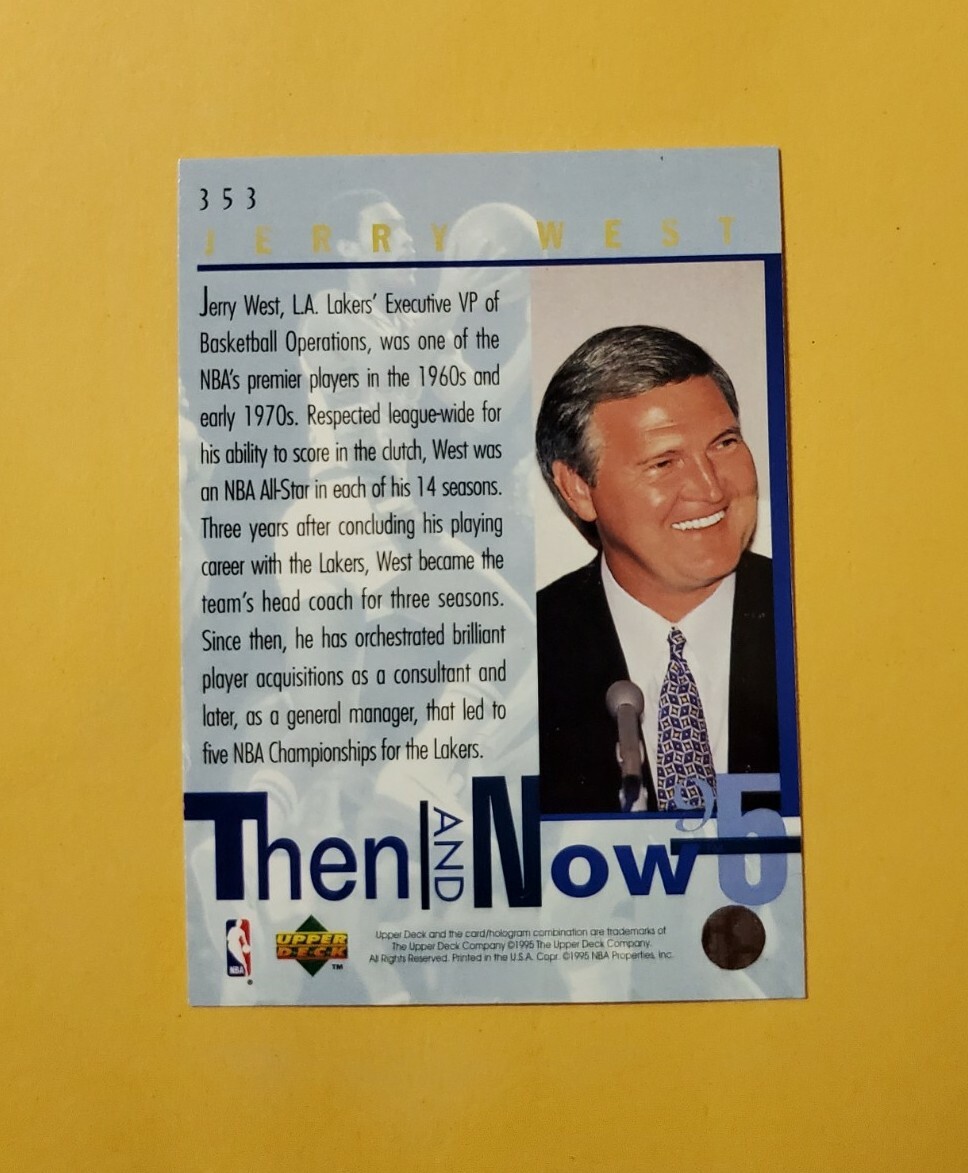 353
JERRY WEST
Jerry West, L.A. Lakers' Executive VP of
Basketball Operations, was one of the
NBA's premier players in the 1960s and
early 1970s. Respected league-wide for
his ability to score in the clutch, West was
an NBA All-Star in each of his 14 seasons.
Three years after concluding his playing
career with the Lakers, West became the
team's head coach for three seasons.
Since then, he has orchestrated brilliant
player acquisitions as a consultant and
later, as a general manager, that led to
five NBA Championships for the Lakers.
Then AND Now '95
NBA ®
UPPER DECK ™
Upper Deck and the card/hologram combination are trademarks of
The Upper Deck Company ©1995 The Upper Deck Company.
All Rights Reserved. Printed in the U.S.A. Copr. ©1995 NBA Properties, Inc.